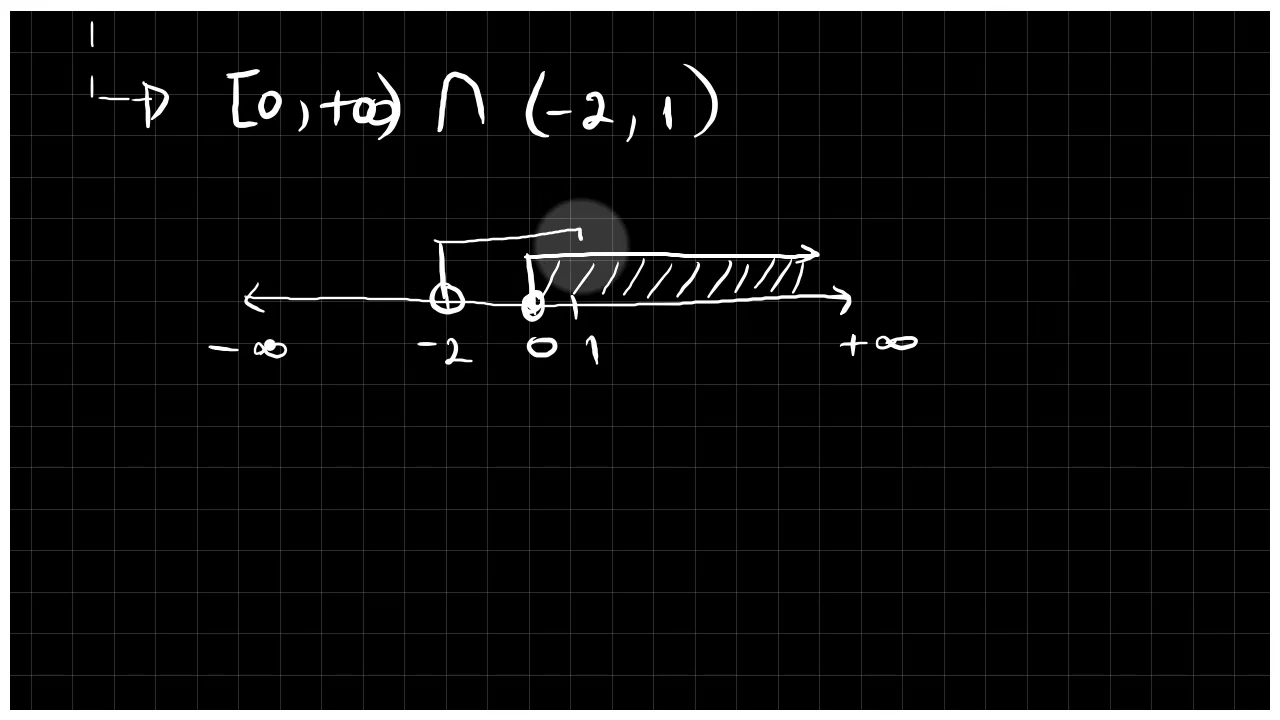 [0, +∞) ∩ (-2, 1)
-∞ -2 0 1 +∞